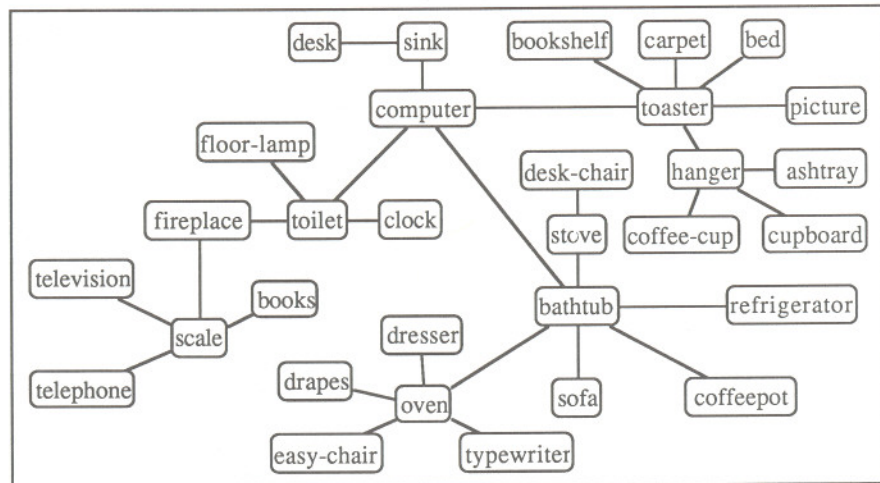 desk
sink
bookshelf
carpet
bed
computer
toaster
picture
floor-lamp
hanger
ashtray
desk-chair
fireplace
toilet
clock
stove
coffee-cup
cupboard
television
books
bathtub
refrigerator
scale
dresser
telephone
drapes
oven
sofa
coffeepot
easy-chair
typewriter